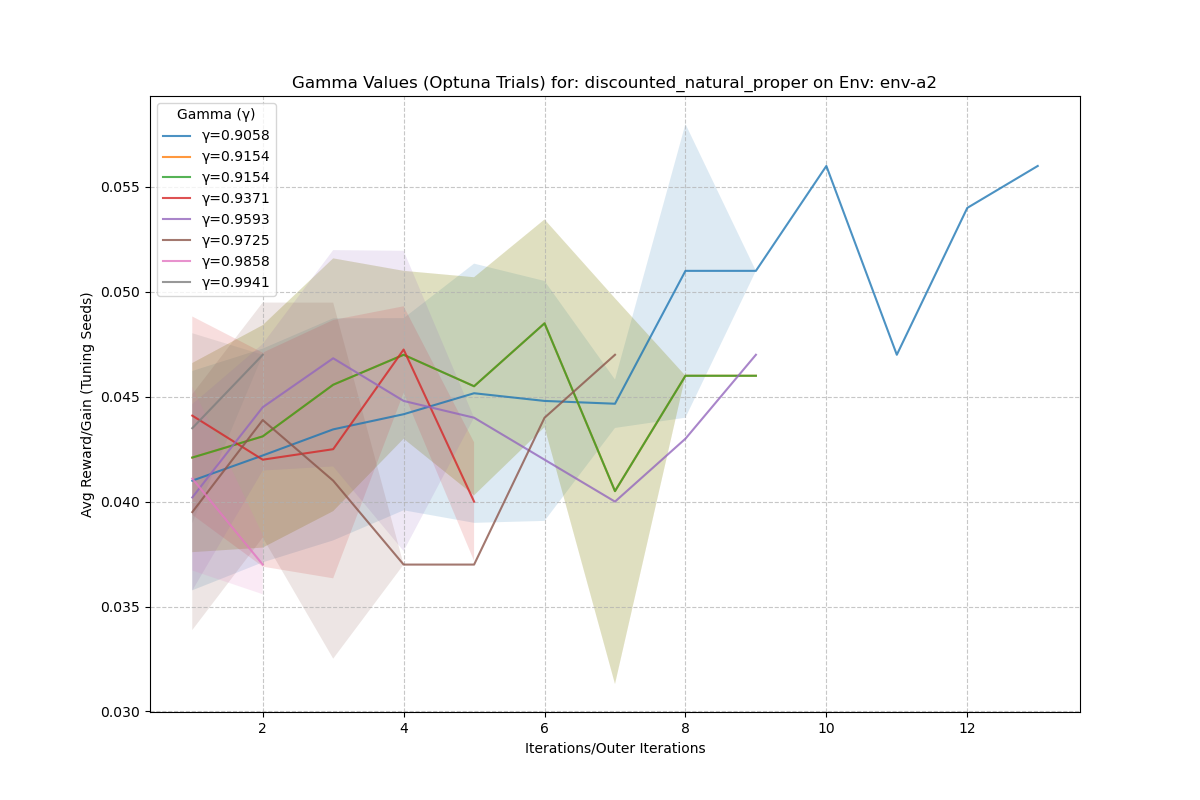 Gamma Values (Optuna Trials) for: discounted_natural_proper on Env: env-a2
Gamma (γ)
γ=0.9058
γ=0.9154
γ=0.9154
γ=0.9371
γ=0.9593
γ=0.9725
γ=0.9858
γ=0.9941
Avg Reward/Gain (Tuning Seeds)
0.055
0.050
0.045
0.040
0.035
0.030
2 4 6 8 10 12
Iterations/Outer Iterations